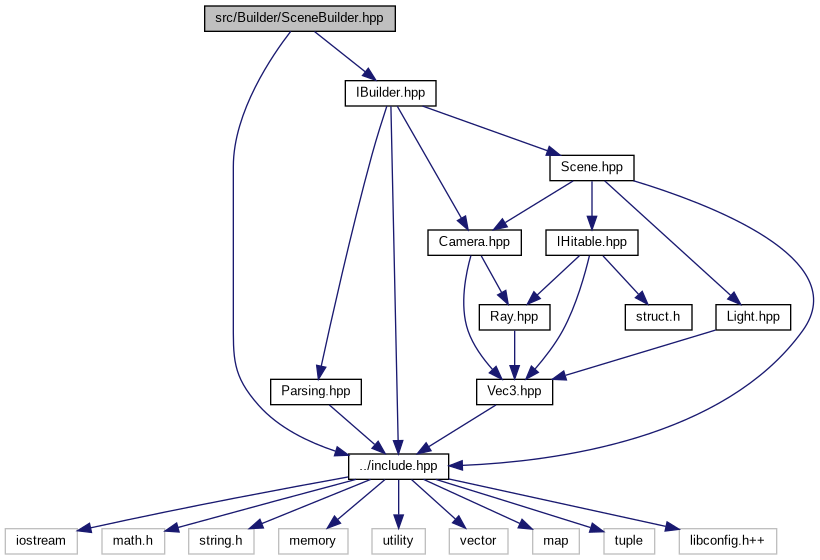 src/Builder/SceneBuilder.hpp
IBuilder.hpp
Scene.hpp
Camera.hpp
IHitable.hpp
Ray.hpp
struct.h
Light.hpp
Parsing.hpp
Vec3.hpp
../include.hpp
iostream
math.h
string.h
memory
utility
vector
map
tuple
libconfig.h++